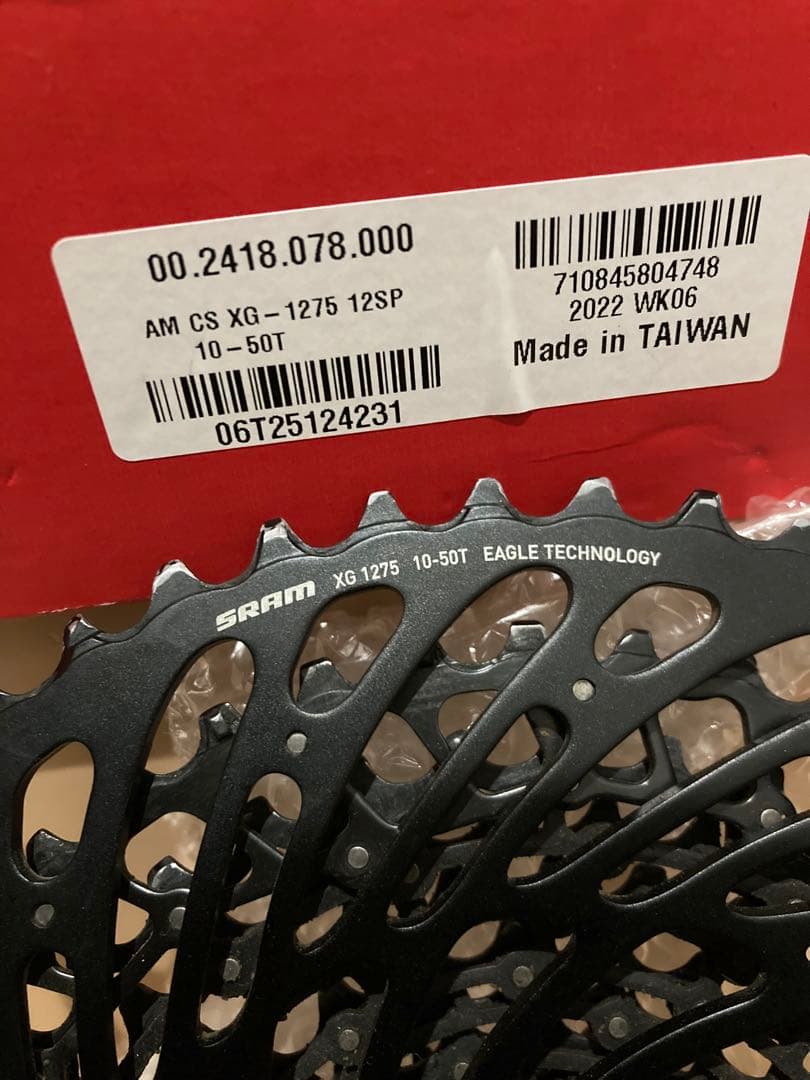 00.2418.078.000
AM CS XG-1275 12SP
10-50T
06T25124231
710845804748
2022 WK06
Made in TAIWAN
SRAM XG 1275 10-50T EAGLE TECHNOLOGY